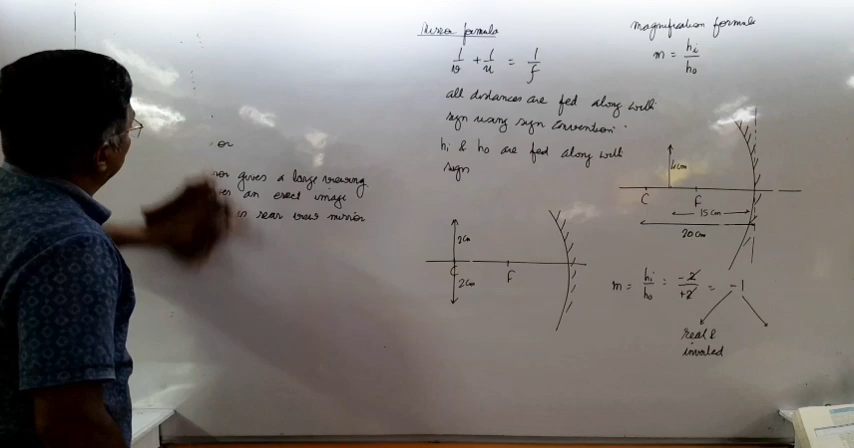 or
gives a large viewing
an erect image
rear view mirror
Mirror formula
1/v + 1/u = 1/f
all distances are fed along with
sign using sign convention.
hi & ho are fed along with
sign
2cm
C
F
2cm
Magnification formula
m = hi/ho
4cm
C
F
15cm
20cm
m = hi/ho = -2/+2 = -1
real &
inverted